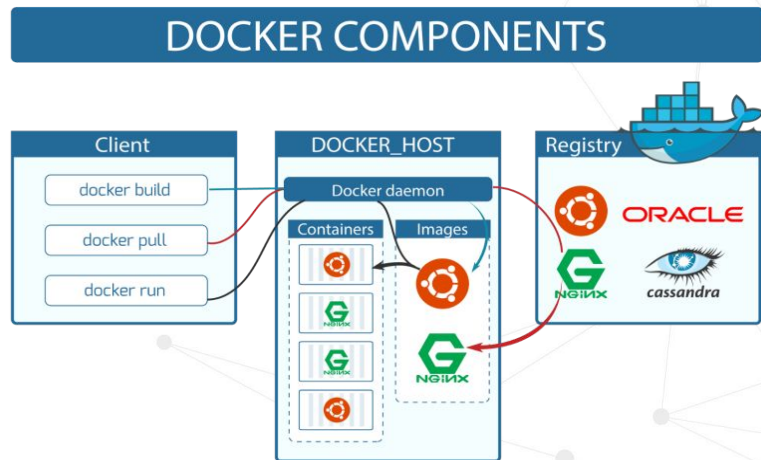 DOCKER COMPONENTS
Client
docker build
docker pull
docker run
DOCKER_HOST
Docker daemon
Containers
NGiNX
NGiNX
Images
NGiNX
Registry
ORACLE
NGiNX
cassandra